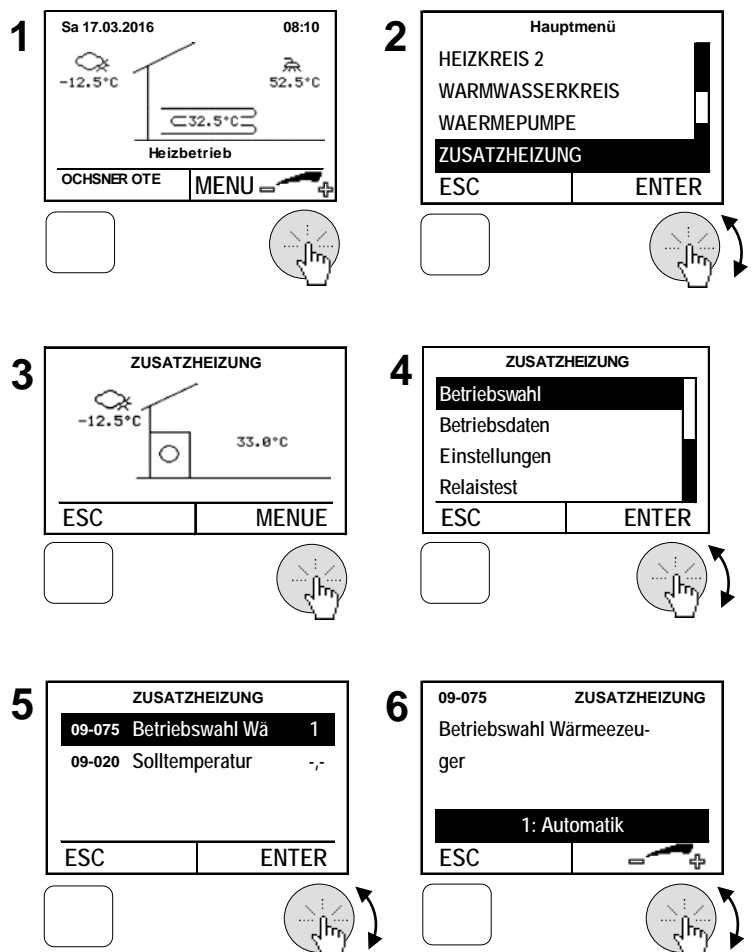 1
Sa 17.03.2016 08:10
-12.5°C 52.5°C
32.5°C
Heizbetrieb
OCHSNER OTE MENU - +
2
Hauptmenü
HEIZKREIS 2
WARMWASSERKREIS
WAERMEPUMPE
ZUSATZHEIZUNG
ESC ENTER
3
ZUSATZHEIZUNG
-12.5°C
33.0°C
ESC MENUE
4
ZUSATZHEIZUNG
Betriebswahl
Betriebsdaten
Einstellungen
Relaistest
ESC ENTER
5
ZUSATZHEIZUNG
09-075 Betriebswahl Wä 1
09-020 Solltemperatur -,-
ESC ENTER
6
09-075 ZUSATZHEIZUNG
Betriebswahl Wärmeezeu-
ger
1: Automatik
ESC - +